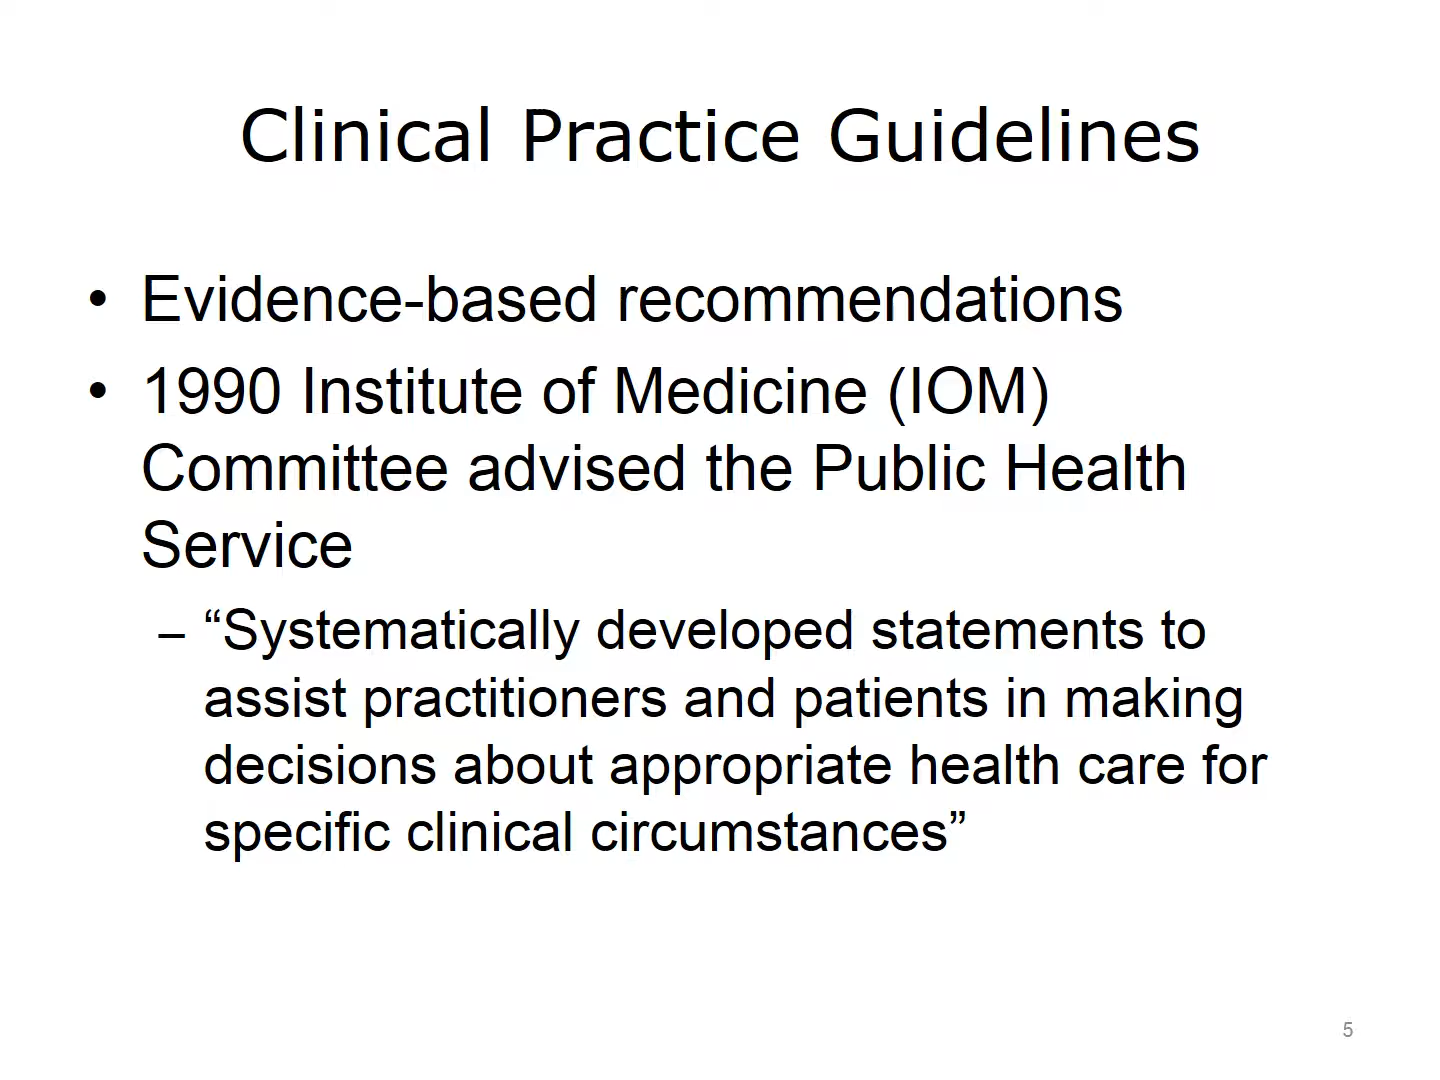 Clinical Practice Guidelines
• Evidence-based recommendations
• 1990 Institute of Medicine (IOM)
Committee advised the Public Health
Service
– “Systematically developed statements to
assist practitioners and patients in making
decisions about appropriate health care for
specific clinical circumstances”
5